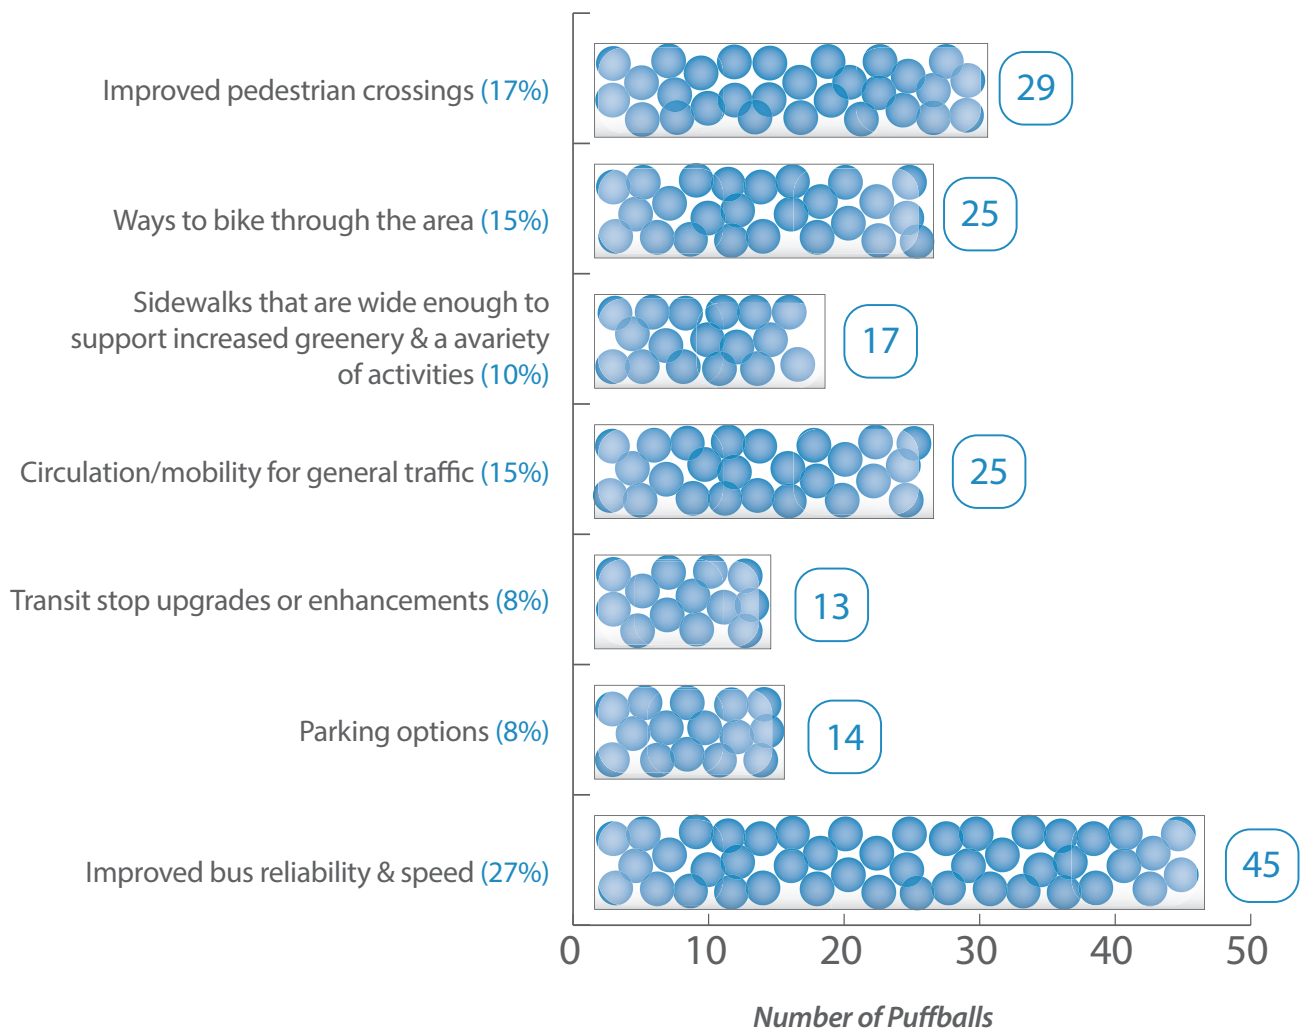 Improved pedestrian crossings (17%)
29
Ways to bike through the area (15%)
25
Sidewalks that are wide enough to
support increased greenery & a avariety
of activities (10%)
17
Circulation/mobility for general traffic (15%)
25
Transit stop upgrades or enhancements (8%)
13
Parking options (8%)
14
Improved bus reliability & speed (27%)
45
0 10 20 30 40 50
Number of Puffballs